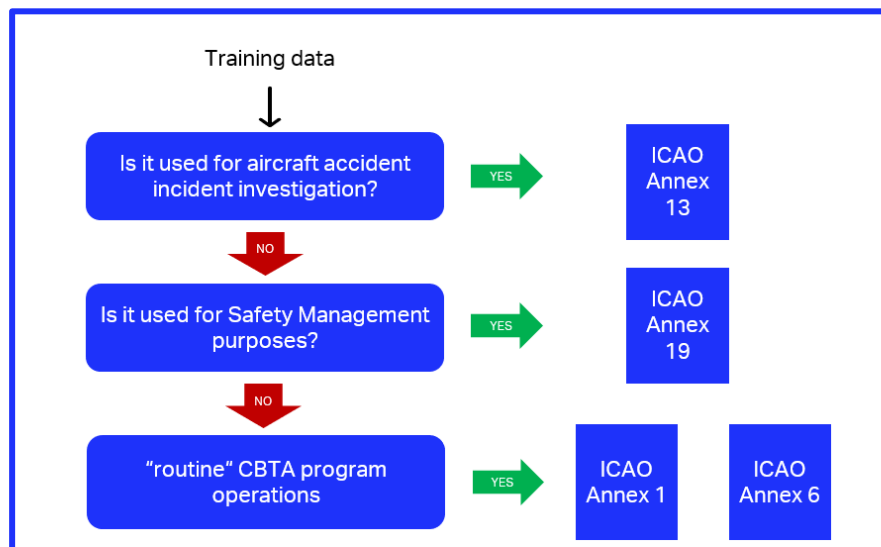 Training data
Is it used for aircraft accident
incident investigation?
YES
ICAO
Annex
13
NO
Is it used for Safety Management
purposes?
YES
ICAO
Annex
19
NO
“routine“ CBTA program
operations
YES
ICAO
Annex 1
ICAO
Annex 6